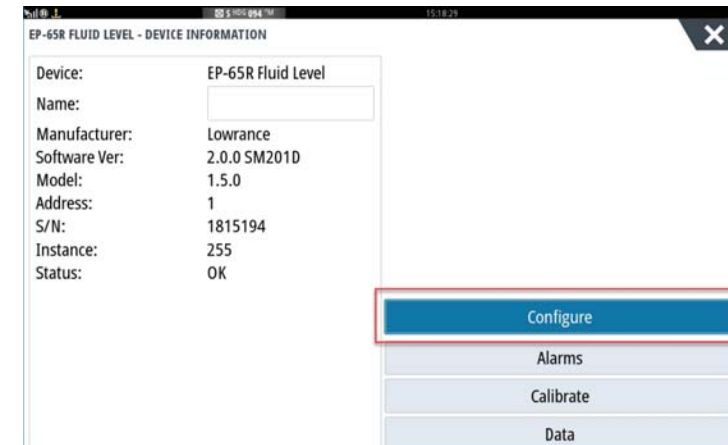 S HDG 094 °M 15:18:29
EP-65R FLUID LEVEL - DEVICE INFORMATION
Device: EP-65R Fluid Level
Name:
Manufacturer: Lowrance
Software Ver: 2.0.0 SM201D
Model: 1.5.0
Address: 1
S/N: 1815194
Instance: 255
Status: OK
Configure
Alarms
Calibrate
Data